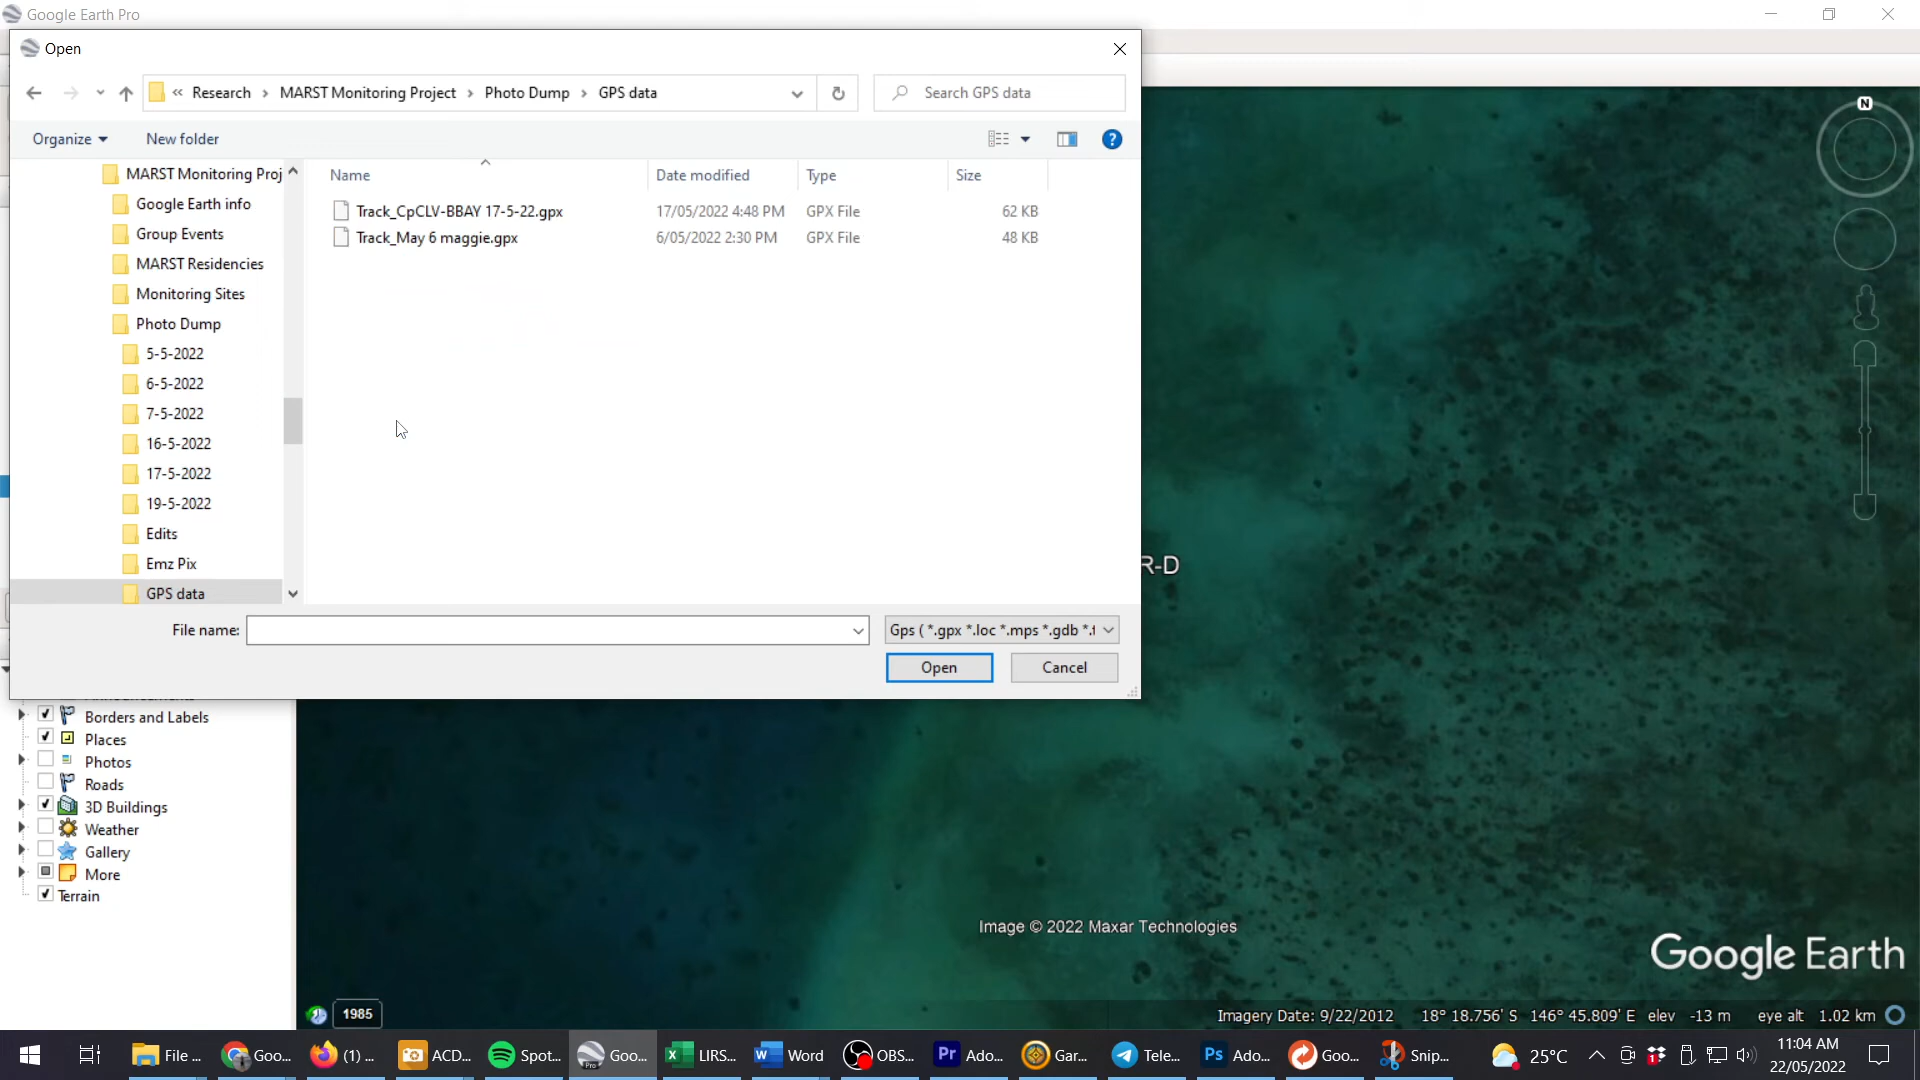 Google Earth Pro
Open
« Research › MARST Monitoring Project › Photo Dump › GPS data
Search GPS data
Organize
New folder
MARST Monitoring Proj
Google Earth info
Group Events
MARST Residencies
Monitoring Sites
Photo Dump
5-5-2022
6-5-2022
7-5-2022
16-5-2022
17-5-2022
19-5-2022
Edits
Emz Pix
GPS data
Name Date modified Type Size
Track_CpCLV-BBAY 17-5-22.gpx 17/05/2022 4:48 PM GPX File 62 KB
Track_May 6 maggie.gpx 6/05/2022 2:30 PM GPX File 48 KB
File name:
Gps ( *.gpx *.loc *.mps *.gdb *.t
Open
Cancel
N
R-D
Borders and Labels
Places
Photos
Roads
3D Buildings
Weather
Gallery
More
Terrain
Image © 2022 Maxar Technologies
Google Earth
1985
Imagery Date: 9/22/2012 18° 18.756' S 146° 45.809' E elev -13 m eye alt 1.02 km
File ...
Goo...
(1) ...
ACD...
Spot...
Goo...
LIRS...
Word
OBS...
Ado...
Gar...
Tele...
Ado...
Goo...
Snip...
25°C
11:04 AM
22/05/2022